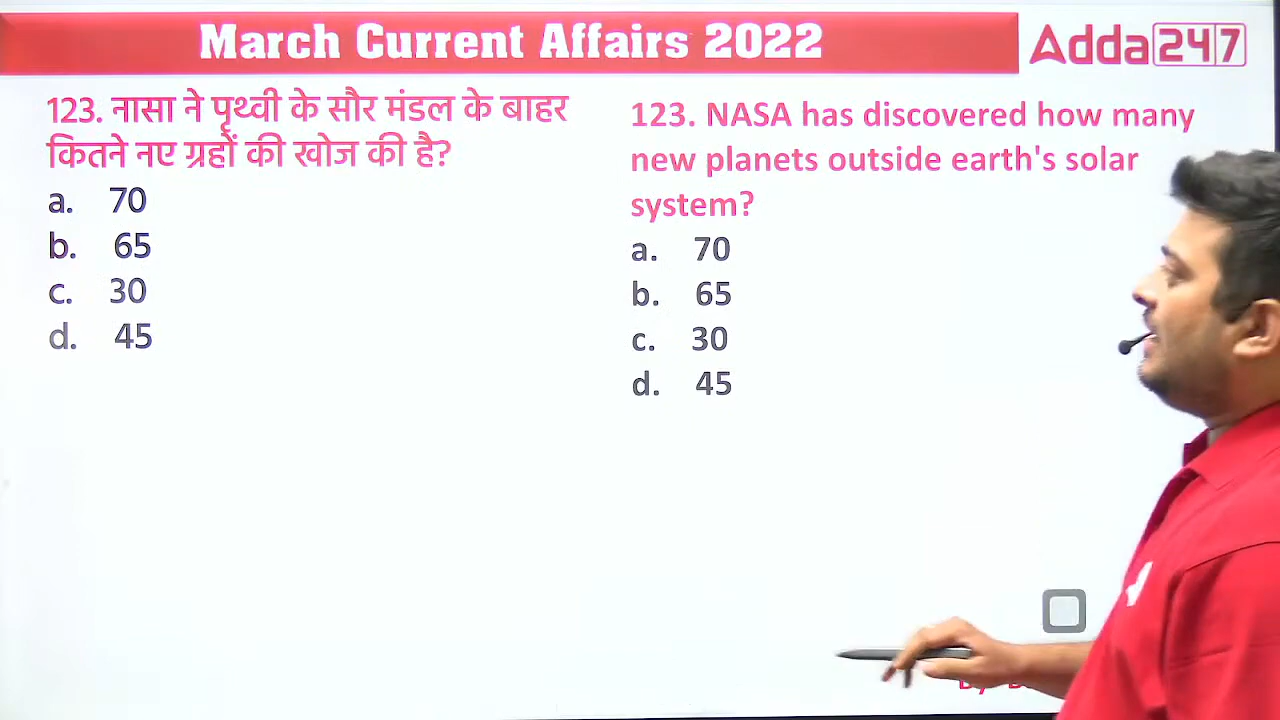 March Current Affairs 2022
Adda247
123. नासा ने पृथ्वी के सौर मंडल के बाहर
कितने नए ग्रहों की खोज की है?
a. 70
b. 65
c. 30
d. 45
123. NASA has discovered how many
new planets outside earth's solar
system?
a. 70
b. 65
c. 30
d. 45